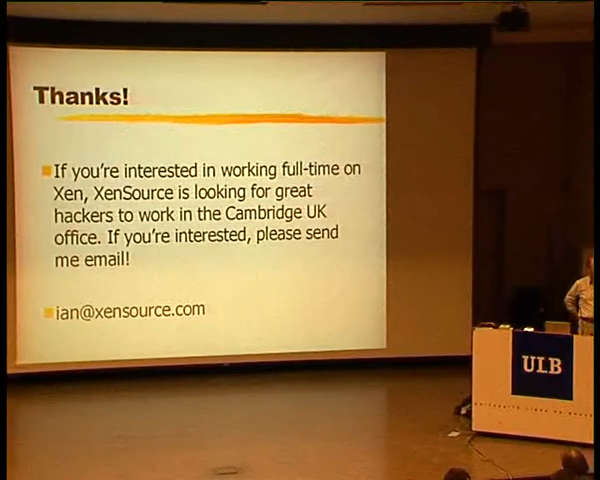 Thanks!
If you're interested in working full-time on
Xen, XenSource is looking for great
hackers to work in the Cambridge UK
office. If you're interested, please send
me email!
ian@xensource.com
ULB